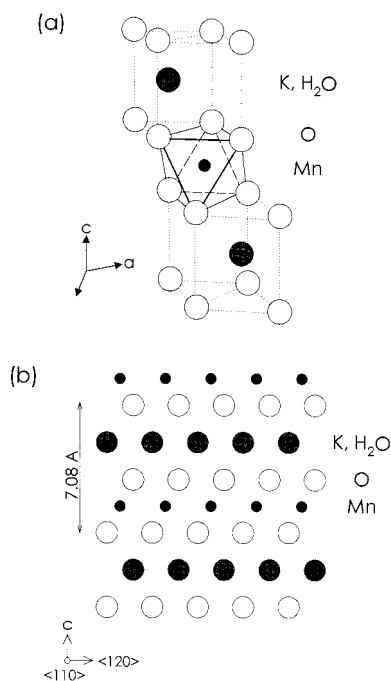 (a)
K, H₂O
O
Mn
c
a
(b)
7.08 A
K, H₂O
O
Mn
c
<110>
<120>